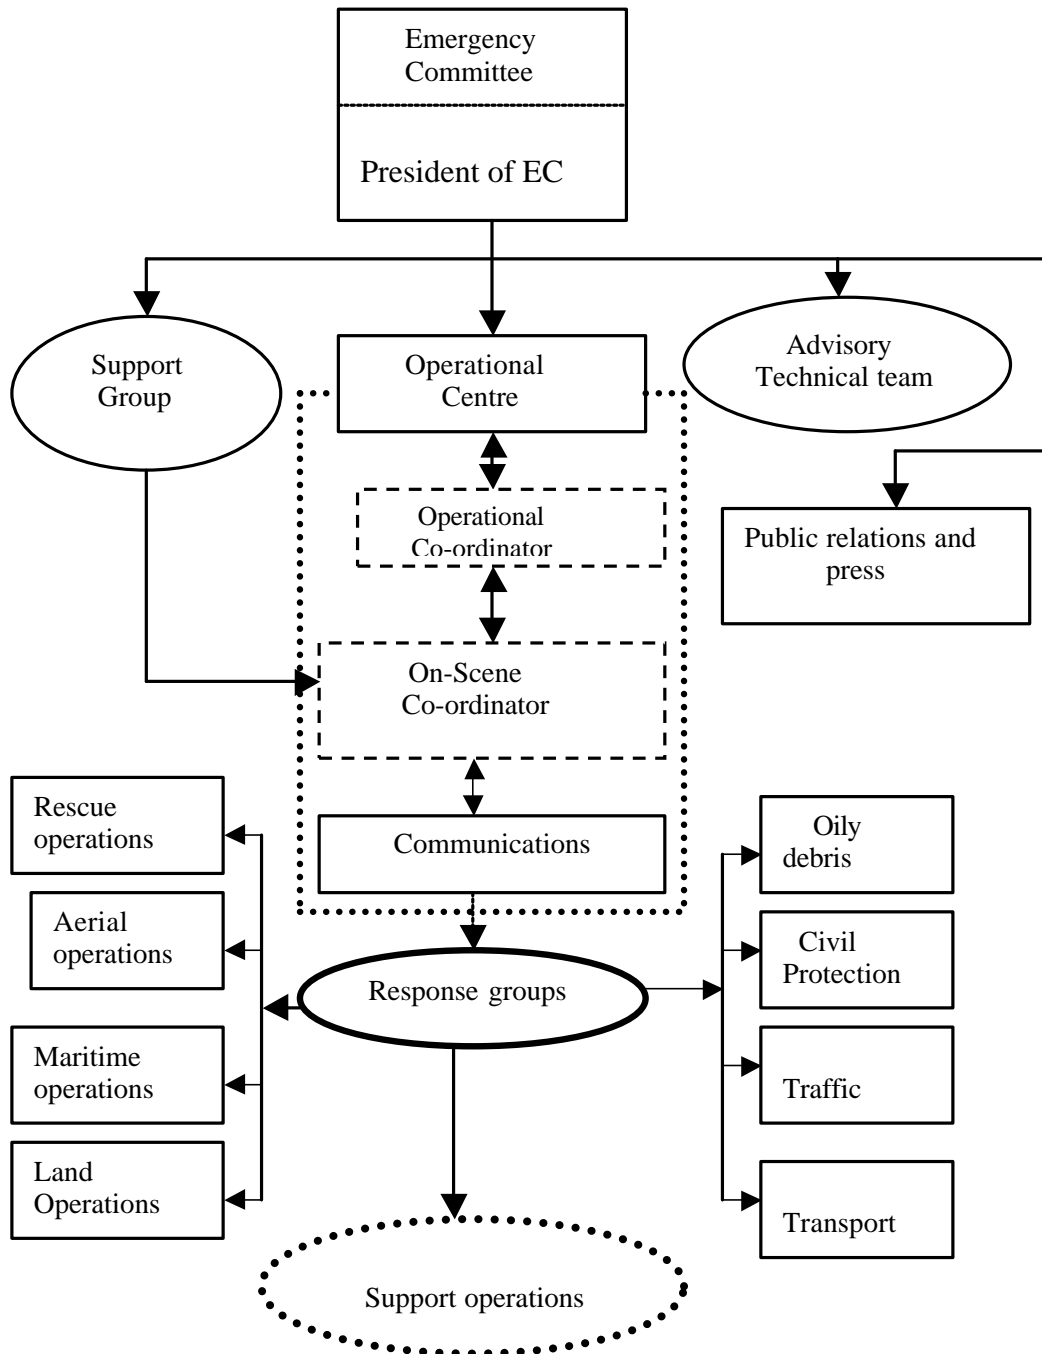 Emergency
Committee
President of EC
Support
Group
Operational
Centre
Advisory
Technical team
Operational
Co-ordinator
Public relations and
press
On-Scene
Co-ordinator
Rescue
operations
Communications
Oily
debris
Aerial
operations
Civil
Protection
Response groups
Maritime
operations
Traffic
Land
Operations
Transport
Support operations